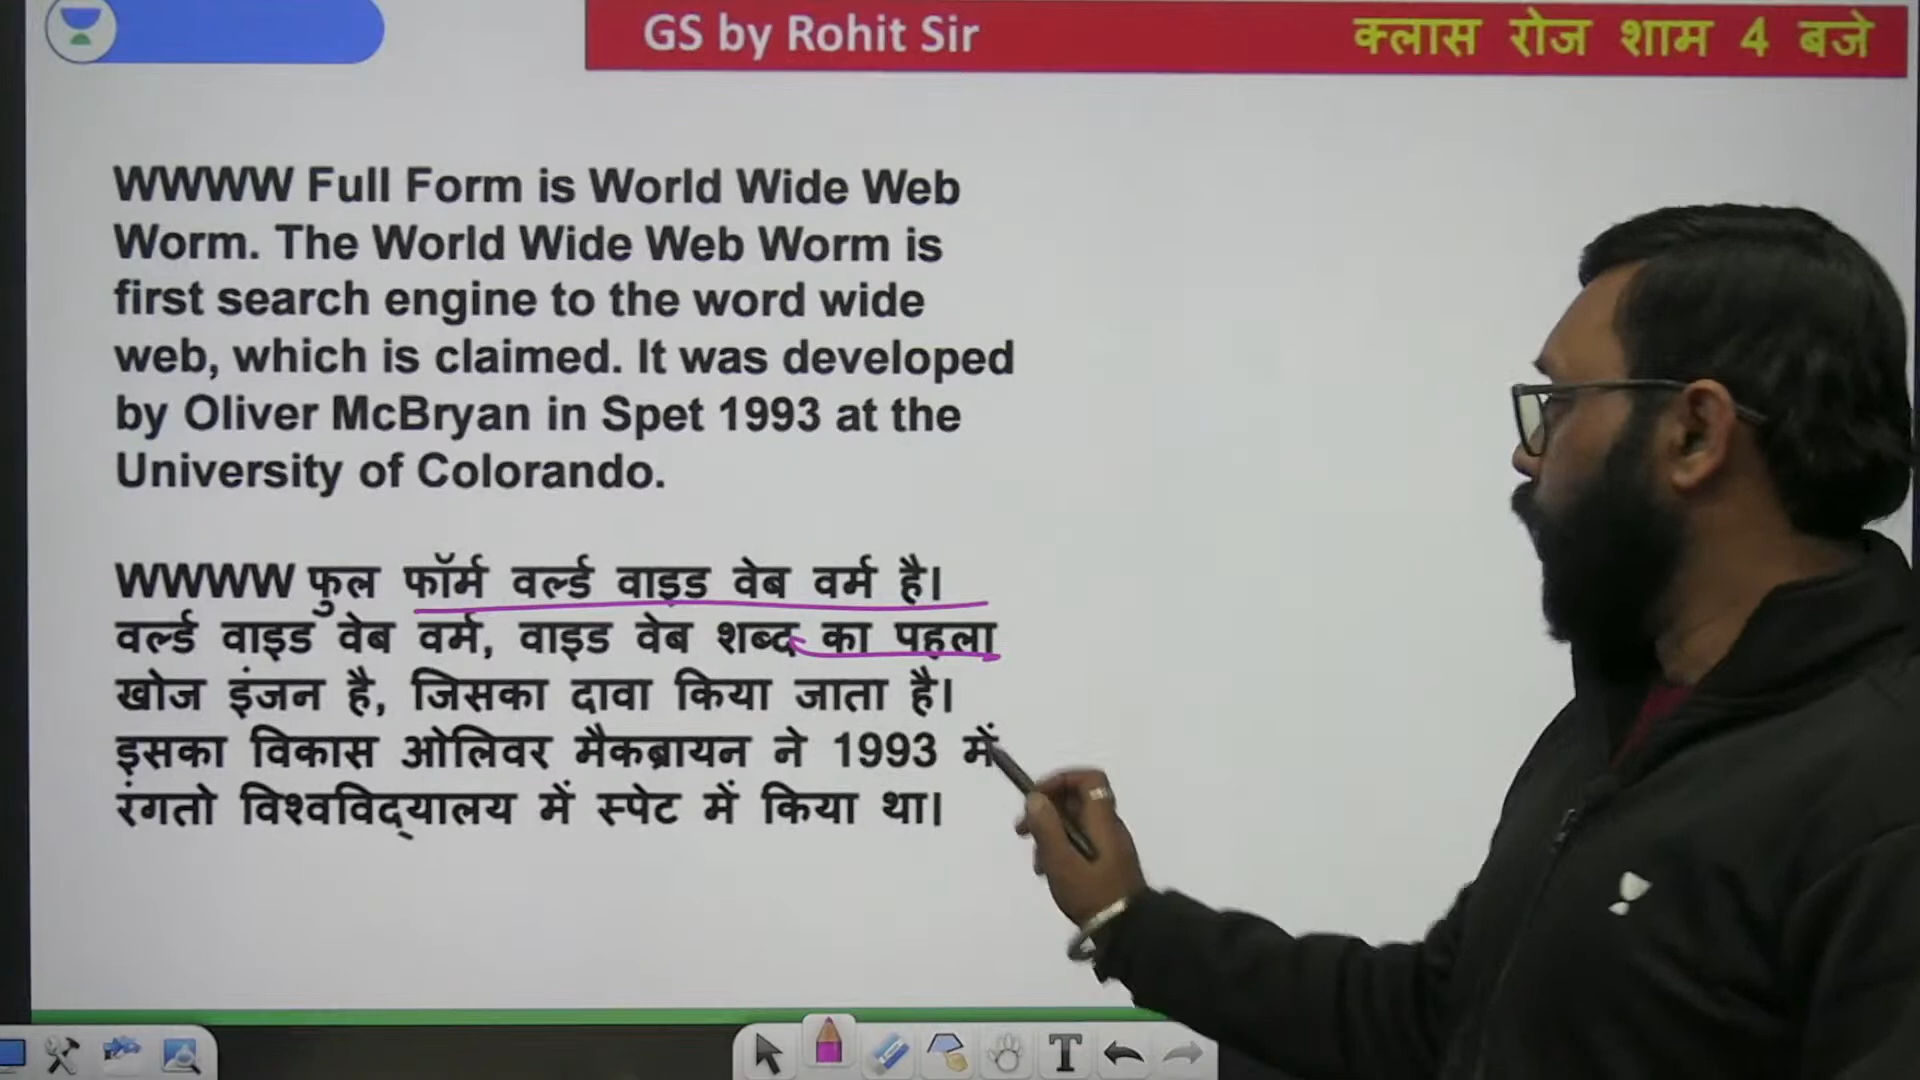 GS by Rohit Sir
क्लास रोज शाम 4 बजे
WWWW Full Form is World Wide Web
Worm. The World Wide Web Worm is
first search engine to the word wide
web, which is claimed. It was developed
by Oliver McBryan in Spet 1993 at the
University of Colorando.
WWWW फुल फॉर्म वर्ल्ड वाइड वेब वर्म है।
वर्ल्ड वाइड वेब वर्म, वाइड वेब शब्द का पहला
खोज इंजन है, जिसका दावा किया जाता है।
इसका विकास ओलिवर मैकब्रायन ने 1993 में
रंगतो विश्वविद्यालय में स्पेट में किया था।
T